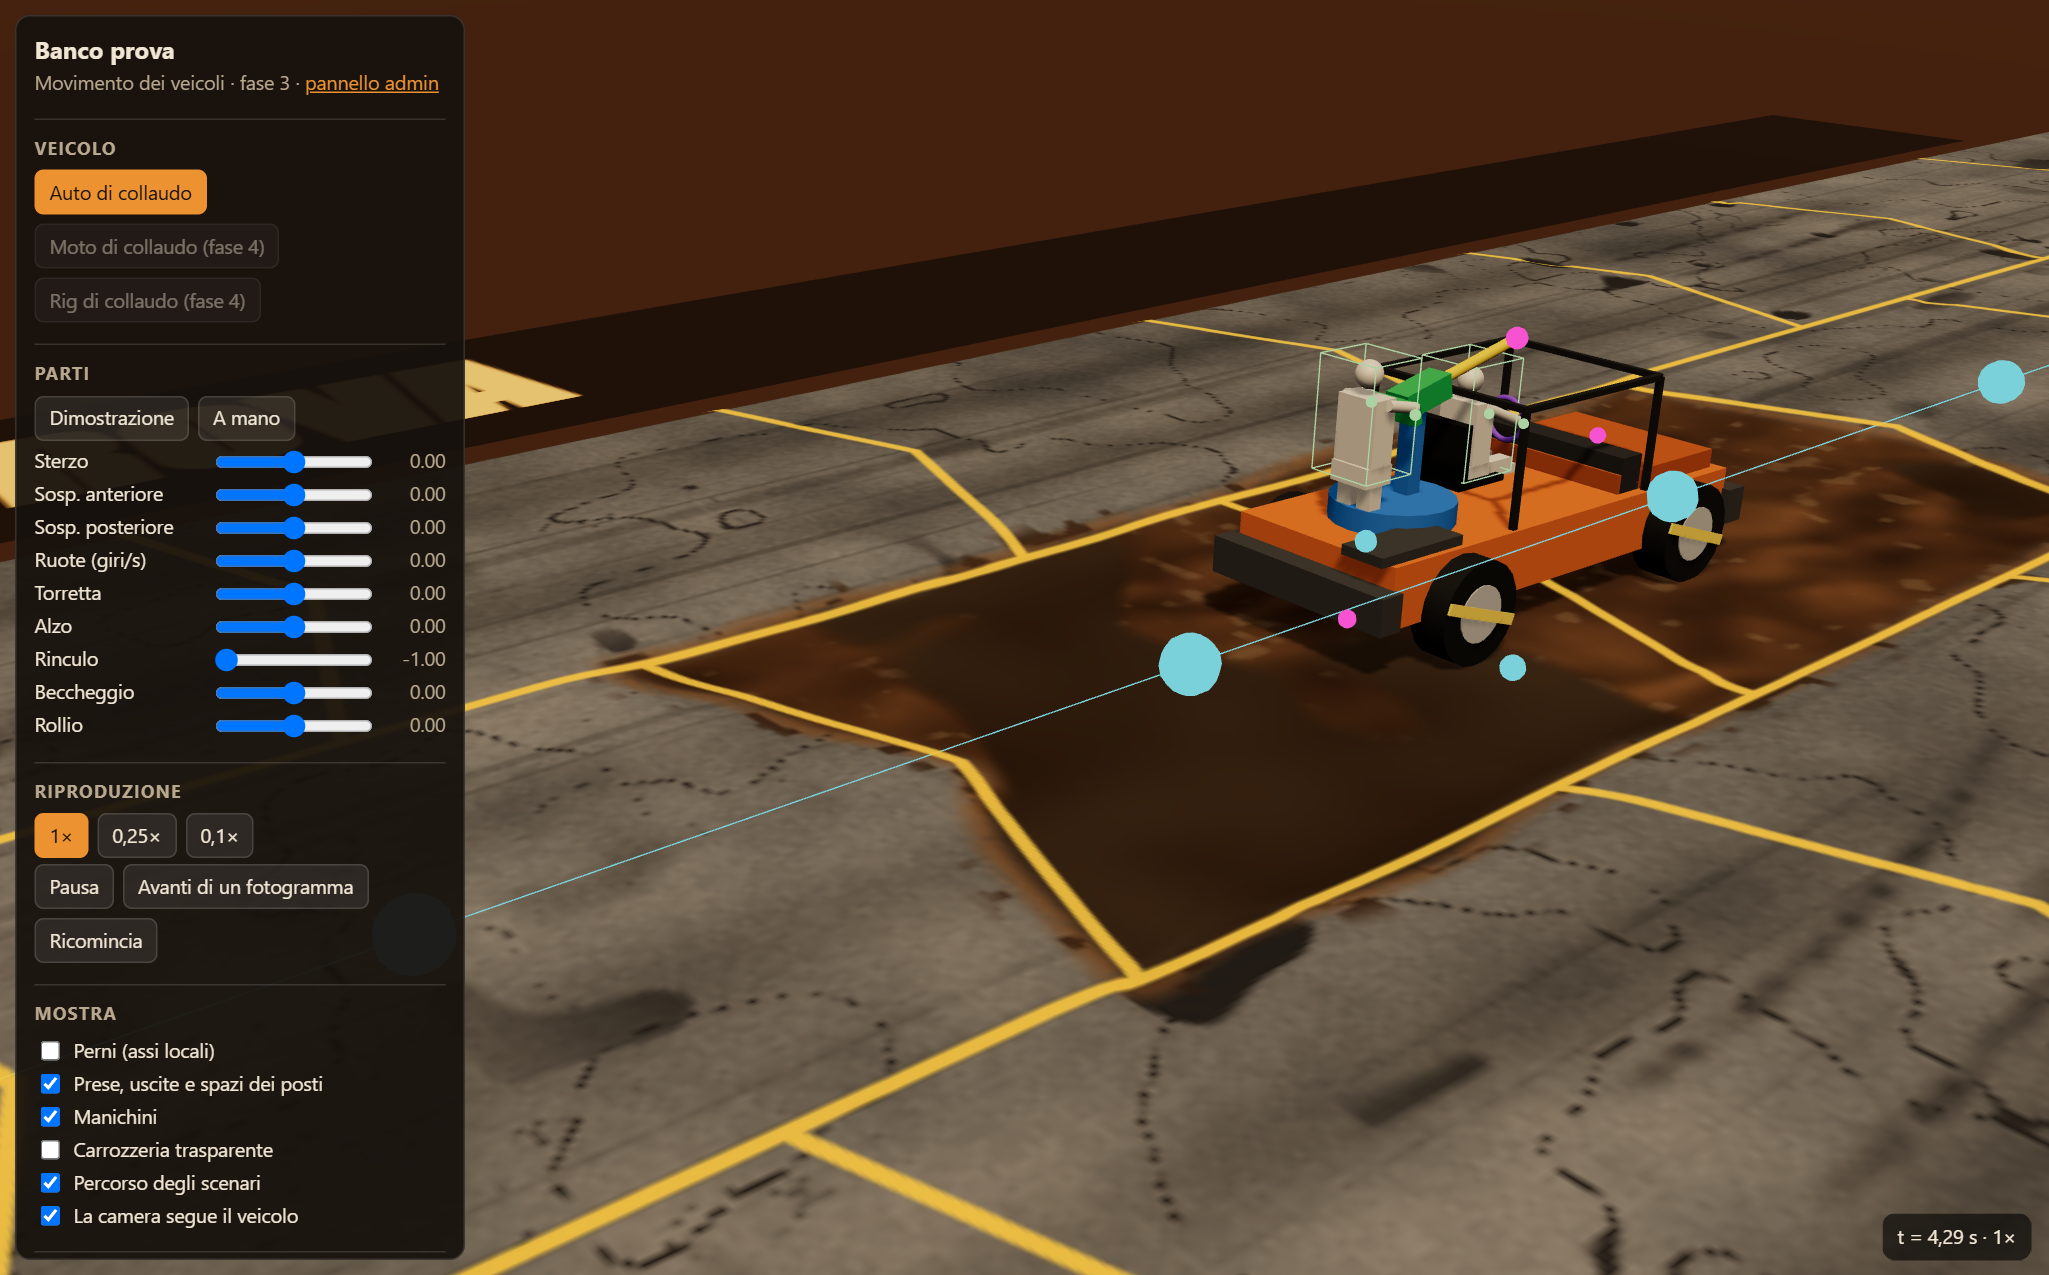 Banco prova
Movimento dei veicoli · fase 3 · pannello admin
VEICOLO
Auto di collaudo
Moto di collaudo (fase 4)
Rig di collaudo (fase 4)
PARTI
Dimostrazione A mano
Sterzo 0.00
Sosp. anteriore 0.00
Sosp. posteriore 0.00
Ruote (giri/s) 0.00
Torretta 0.00
Alzo 0.00
Rinculo -1.00
Beccheggio 0.00
Rollio 0.00
RIPRODUZIONE
1× 0,25× 0,1×
Pausa Avanti di un fotogramma
Ricomincia
MOSTRA
Perni (assi locali)
Prese, uscite e spazi dei posti
Manichini
Carrozzeria trasparente
Percorso degli scenari
La camera segue il veicolo
t = 4,29 s · 1×